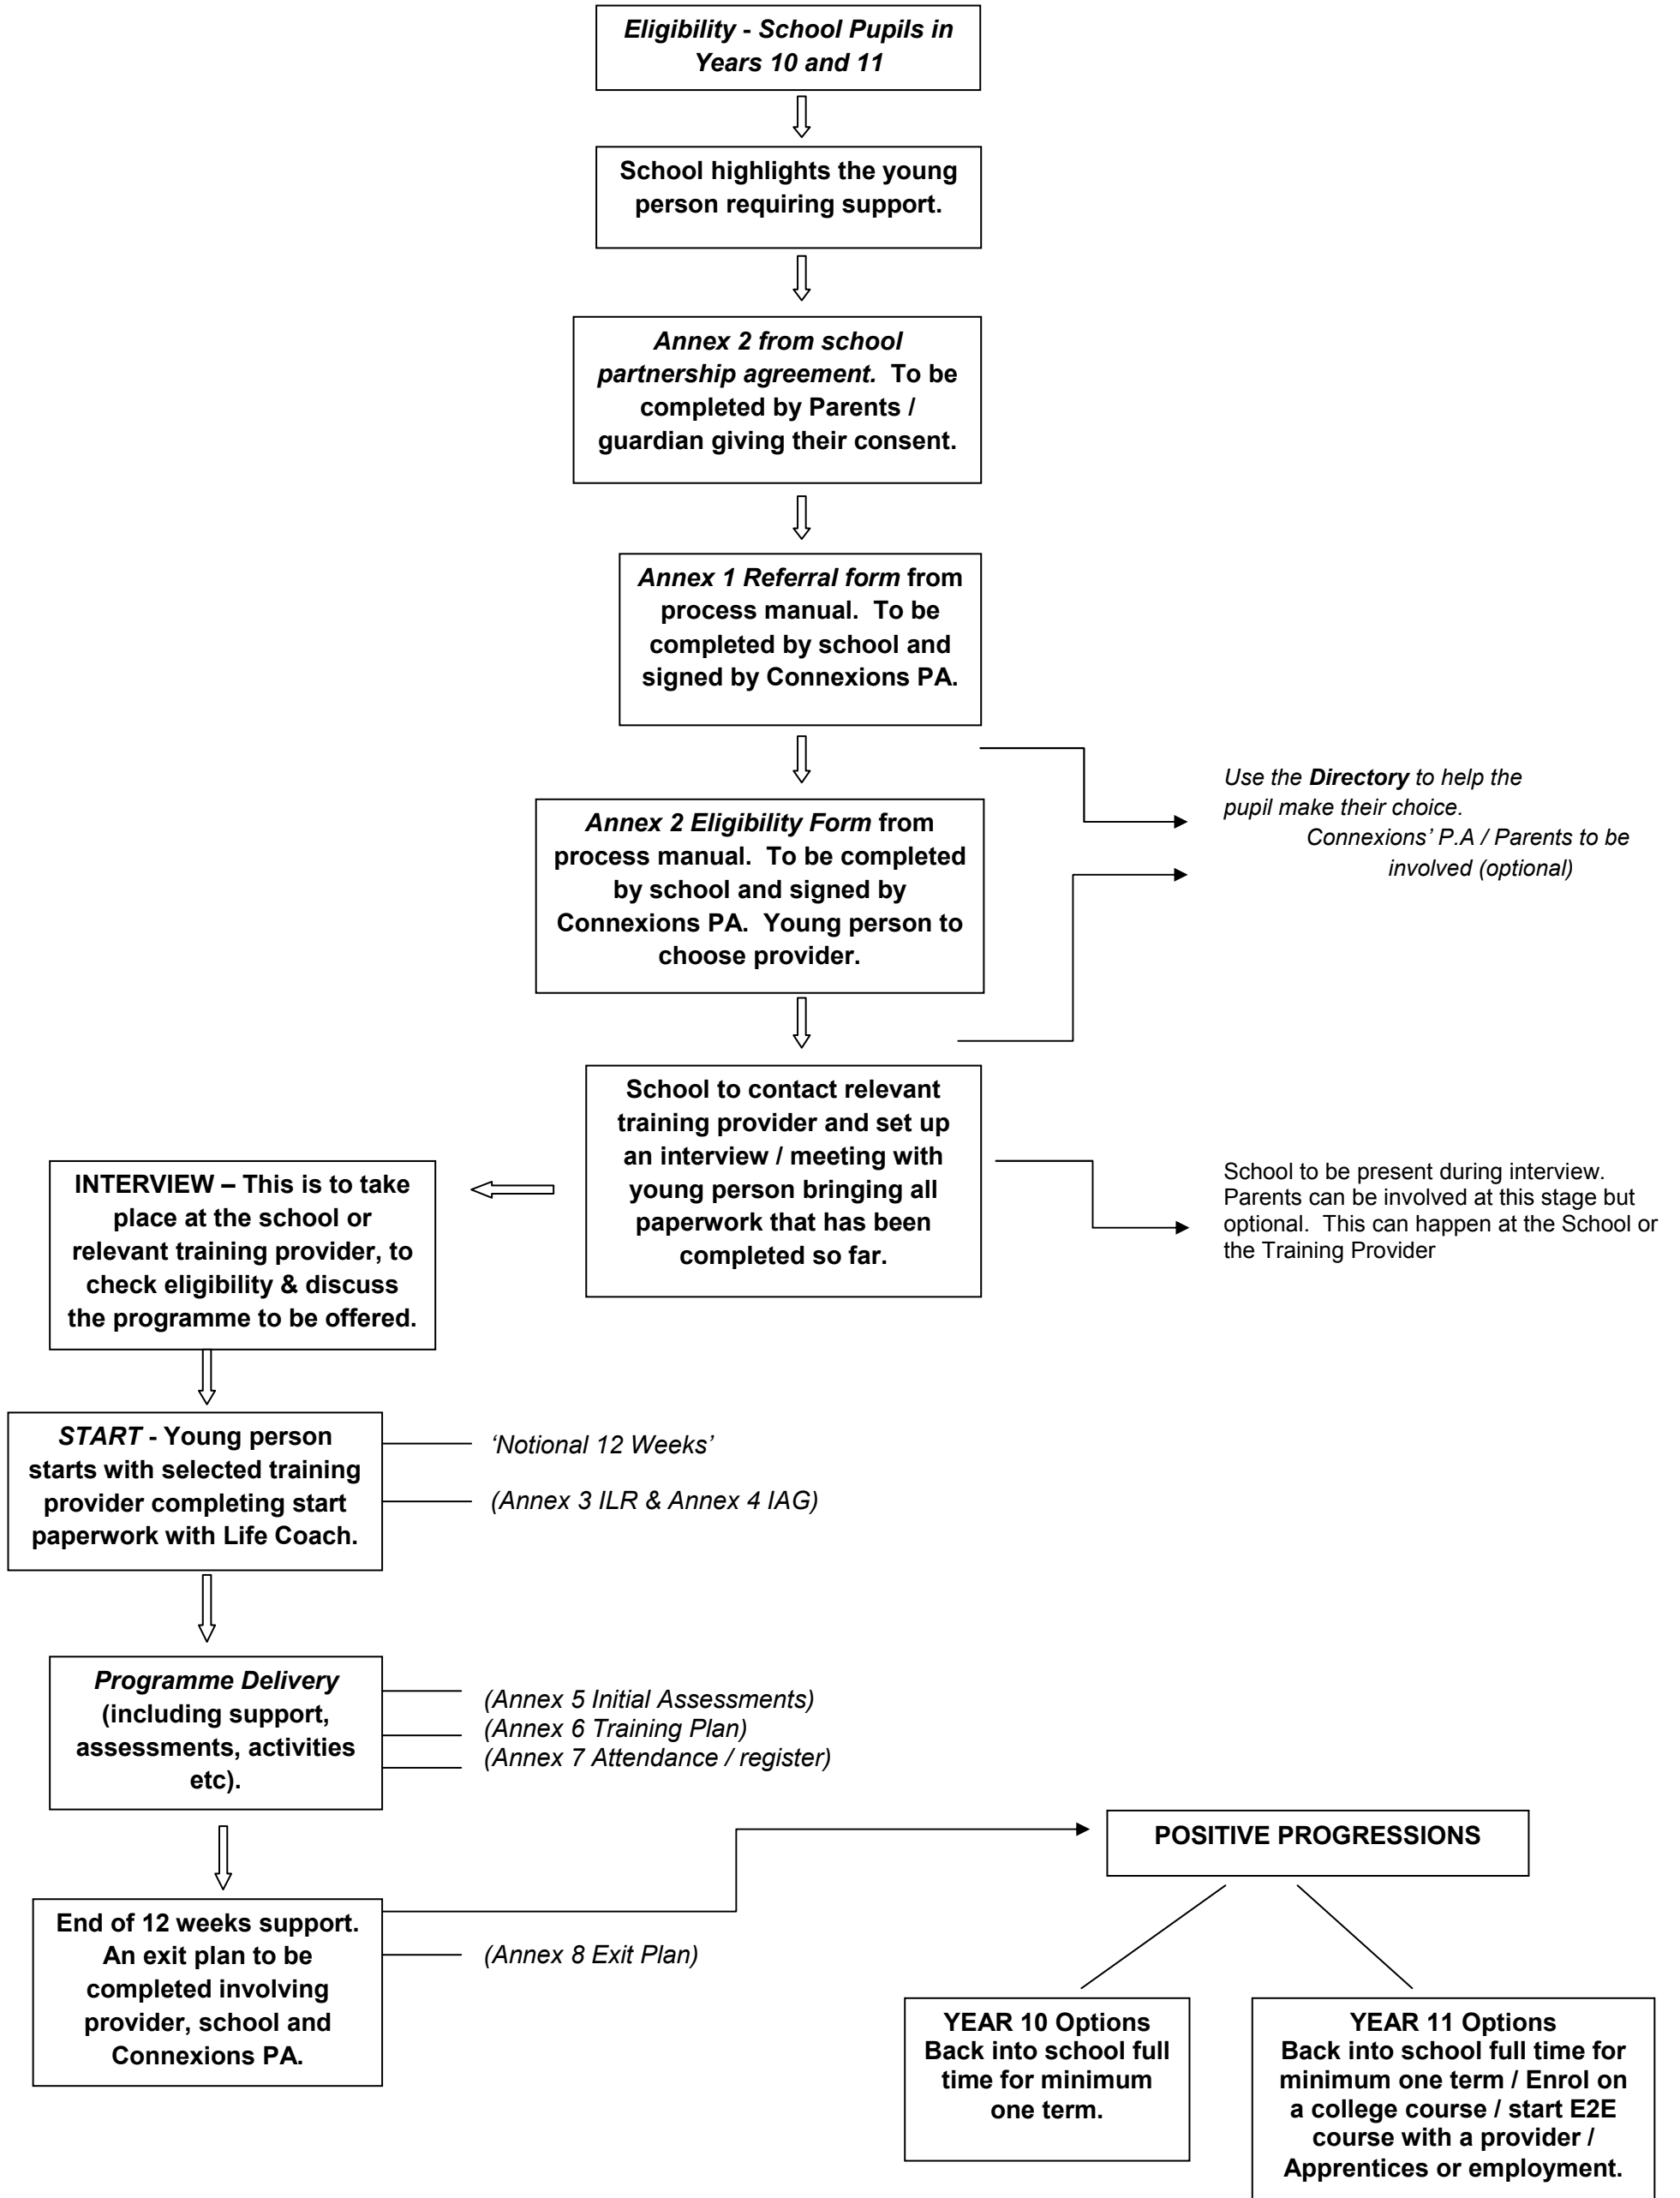 Eligibility - School Pupils in
Years 10 and 11
School highlights the young
person requiring support.
Annex 2 from school
partnership agreement. To be
completed by Parents /
guardian giving their consent.
Annex 1 Referral form from
process manual. To be
completed by school and
signed by Connexions PA.
Use the Directory to help the
pupil make their choice.
Connexions’ P.A / Parents to be
involved (optional)
Annex 2 Eligibility Form from
process manual. To be completed
by school and signed by
Connexions PA. Young person to
choose provider.
School to contact relevant
training provider and set up
an interview / meeting with
young person bringing all
paperwork that has been
completed so far.
School to be present during interview.
Parents can be involved at this stage but
optional. This can happen at the School or
the Training Provider
INTERVIEW – This is to take
place at the school or
relevant training provider, to
check eligibility & discuss
the programme to be offered.
START - Young person
starts with selected training
provider completing start
paperwork with Life Coach.
‘Notional 12 Weeks’
(Annex 3 ILR & Annex 4 IAG)
Programme Delivery
(including support,
assessments, activities
etc).
(Annex 5 Initial Assessments)
(Annex 6 Training Plan)
(Annex 7 Attendance / register)
End of 12 weeks support.
An exit plan to be
completed involving
provider, school and
Connexions PA.
(Annex 8 Exit Plan)
POSITIVE PROGRESSIONS
YEAR 10 Options
Back into school full
time for minimum
one term.
YEAR 11 Options
Back into school full time for
minimum one term / Enrol on
a college course / start E2E
course with a provider /
Apprentices or employment.